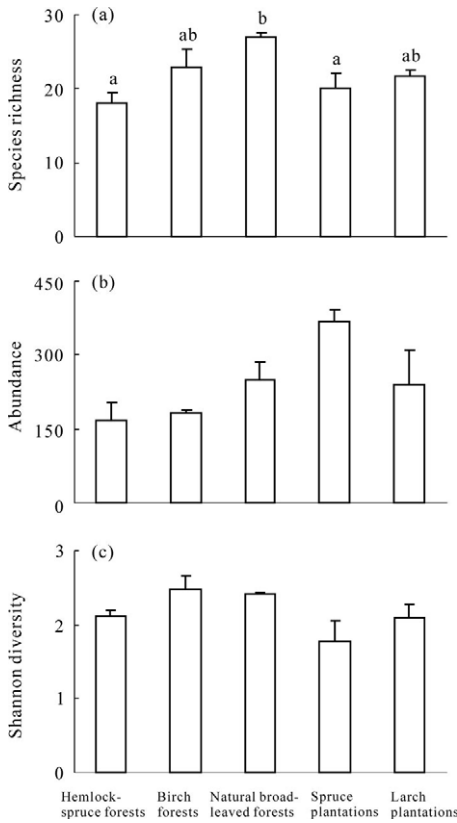 (a)
30
20
10
0
Species richness
a
ab
b
a
ab
(b)
450
300
150
0
Abundance
(c)
3
2
1
0
Shannon diversity
Hemlock-
spruce forests
Birch
forests
Natural broad-
leaved forests
Spruce
plantations
Larch
plantations